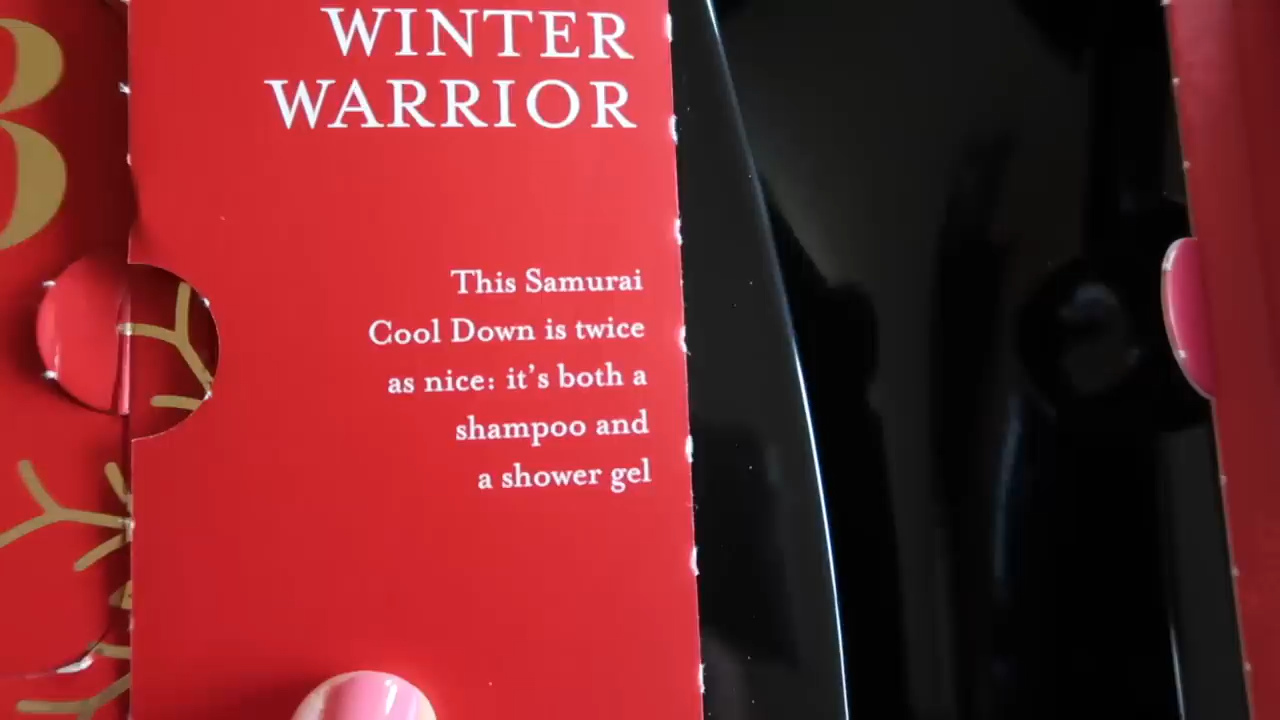 WINTER
WARRIOR
This Samurai
Cool Down is twice
as nice: it's both a
shampoo and
a shower gel